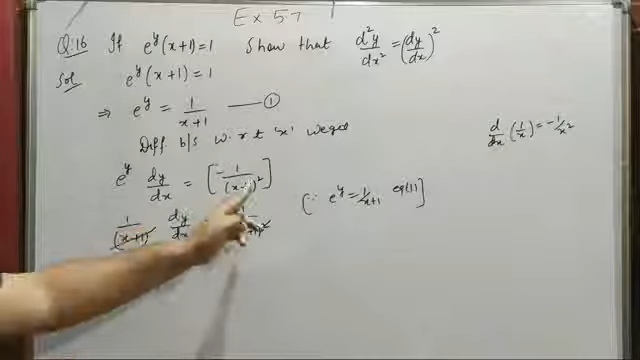 Ex 5.7
Q:16 If e^y(x+1)=1 Show that d²y/dx² = (dy/dx)²
Sol e^y(x+1)=1
⇒ e^y = 1/(x+1) —— ①
Diff b/s w.r.t 'x' we get
d/dx (1/x) = -1/x²
e^y dy/dx = [-1/(x+1)²]
(∵ e^y = 1/(x+1) eq(1)]
1/(x+1) dy/dx